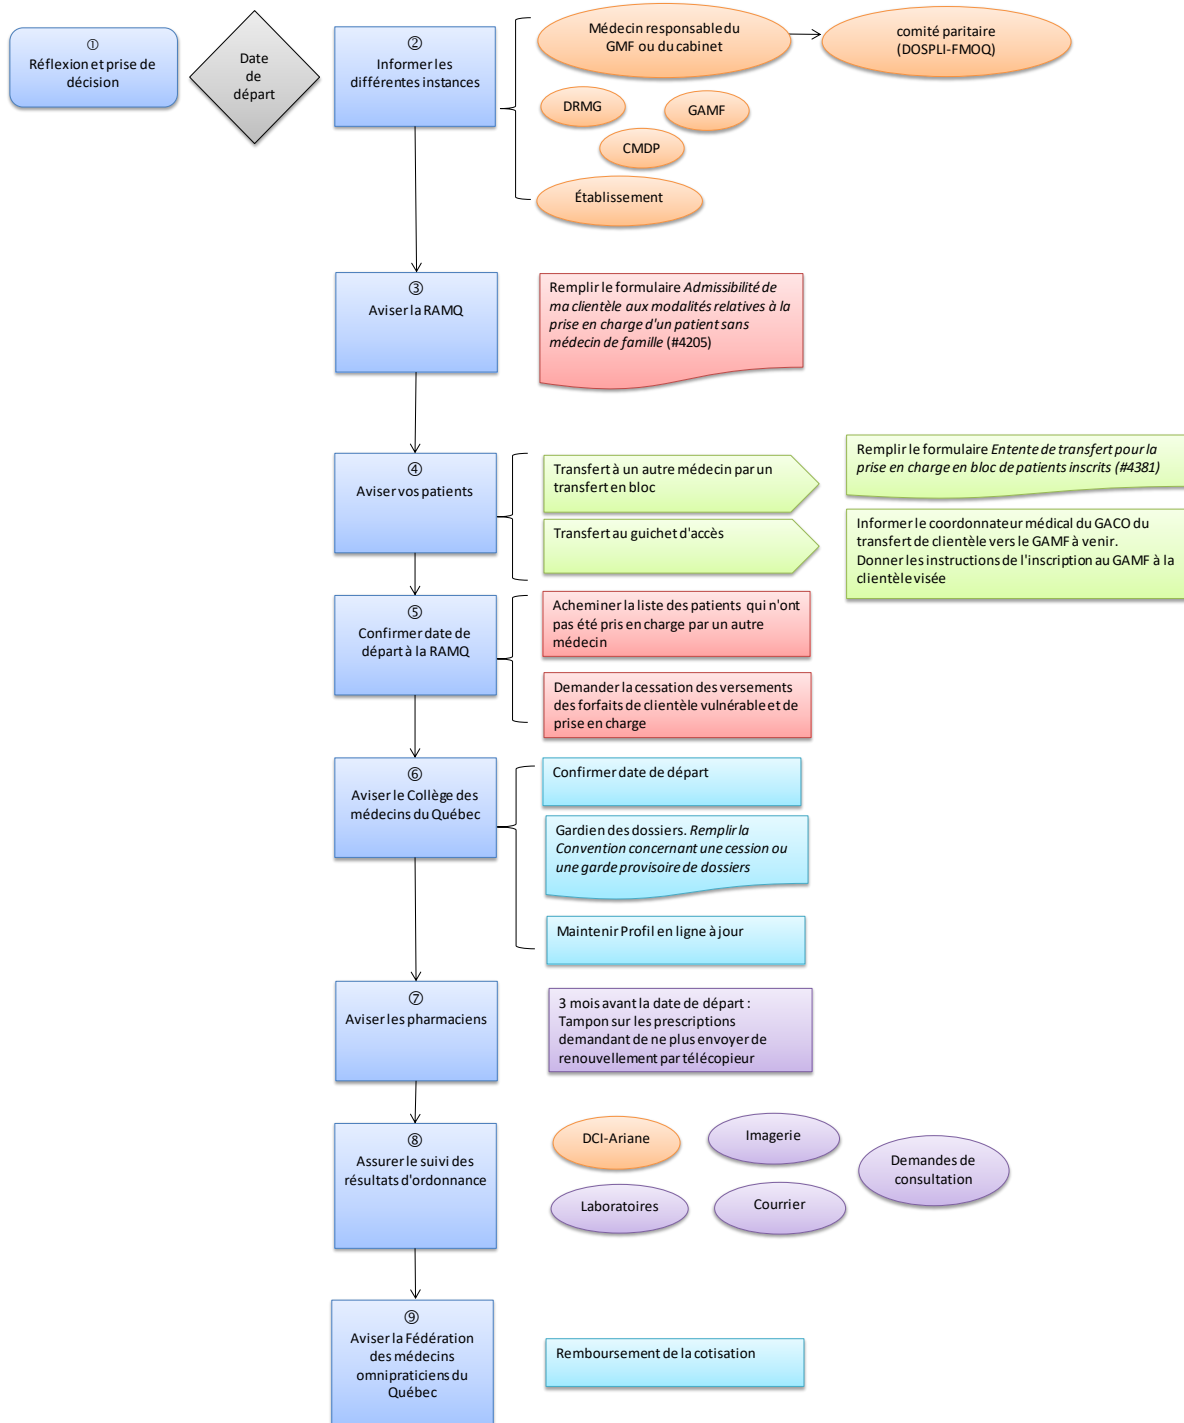 ①
Réflexion et prise de
décision
Date
de
départ
②
Informer les
différentes instances
Médecin responsable du
GMF ou du cabinet
comité paritaire
(DOSPLI-FMOQ)
DRMG
GAMF
CMDP
Établissement
③
Aviser la RAMQ
Remplir le formulaire Admissibilité de
ma clientèle aux modalités relatives à la
prise en charge d'un patient sans
médecin de famille (#4205)
④
Aviser vos patients
Transfert à un autre médecin par un
transfert en bloc
Remplir le formulaire Entente de transfert pour la
prise en charge en bloc de patients inscrits (#4381)
Transfert au guichet d'accès
Informer le coordonnateur médical du GACO du
transfert de clientèle vers le GAMF à venir.
Donner les instructions de l'inscription au GAMF à la
clientèle visée
⑤
Confirmer date de
départ à la RAMQ
Acheminer la liste des patients qui n'ont
pas été pris en charge par un autre
médecin
Demander la cessation des versements
des forfaits de clientèle vulnérable et de
prise en charge
⑥
Aviser le Collège des
médecins du Québec
Confirmer date de départ
Gardien des dossiers. Remplir la
Convention concernant une cession ou
une garde provisoire de dossiers
Maintenir Profil en ligne à jour
⑦
Aviser les pharmaciens
3 mois avant la date de départ :
Tampon sur les prescriptions
demandant de ne plus envoyer de
renouvellement par télécopieur
⑧
Assurer le suivi des
résultats d'ordonnance
DCI-Ariane
Imagerie
Demandes de
consultation
Laboratoires
Courrier
⑨
Aviser la Fédération
des médecins
omnipraticiens du
Québec
Remboursement de la cotisation